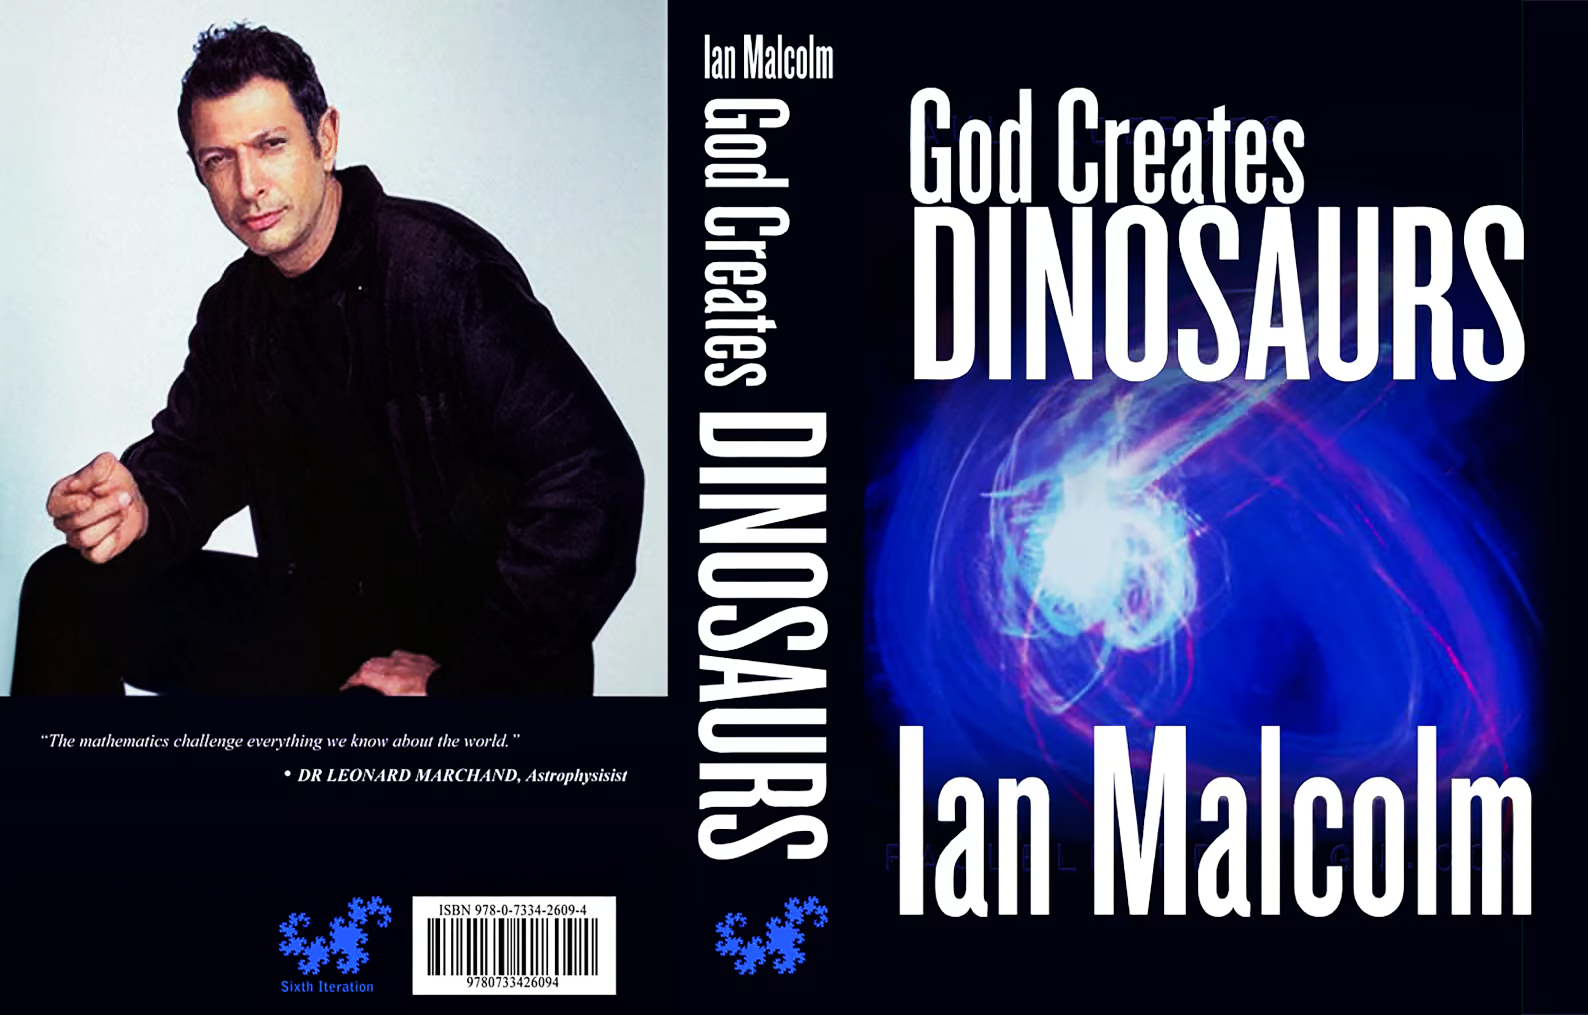 “The mathematics challenge everything we know about the world.”
• DR LEONARD MARCHAND, Astrophysisist
Sixth Iteration
ISBN 978-0-7334-2609-4
9780733426094
Ian Malcolm
God Creates DINOSAURS
God Creates
DINOSAURS
Ian Malcolm